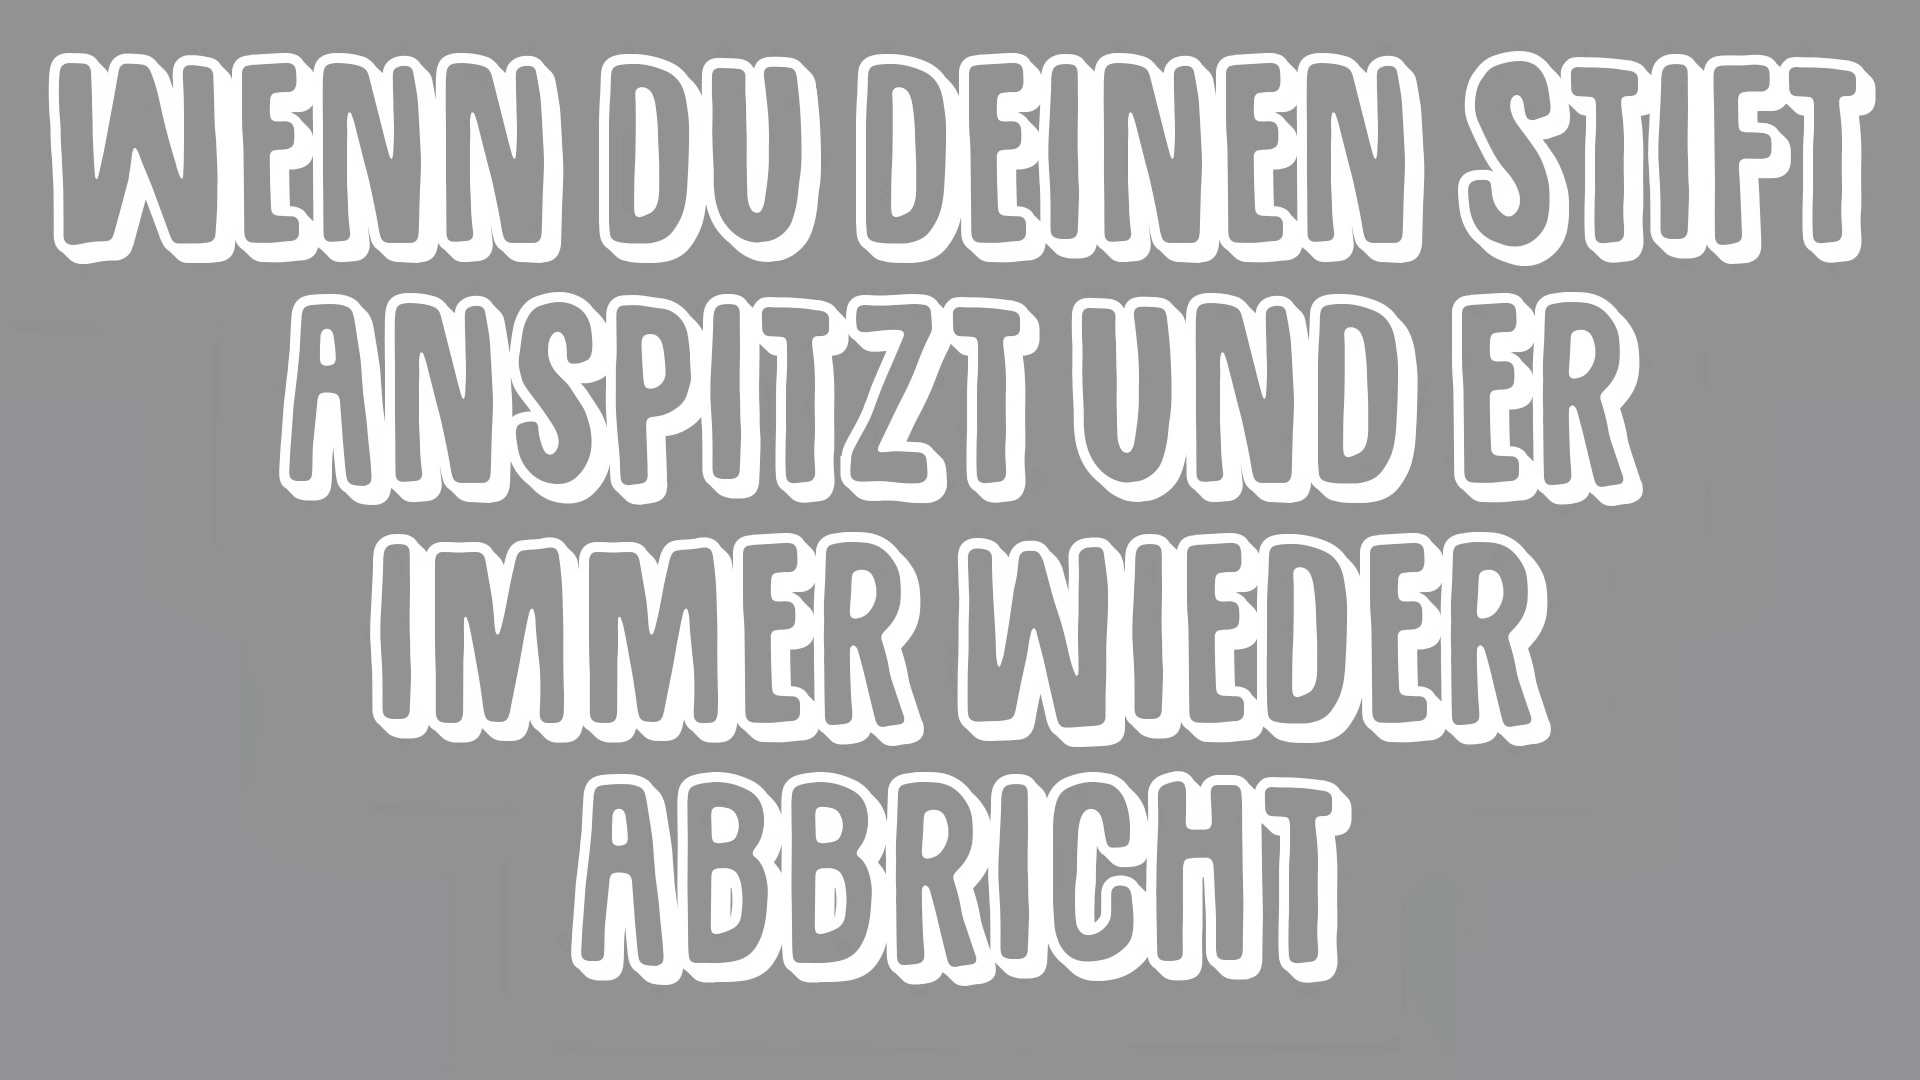 WENN DU DEINEN STIFT
ANSPITZT UND ER
IMMER WIEDER
ABBRICHT